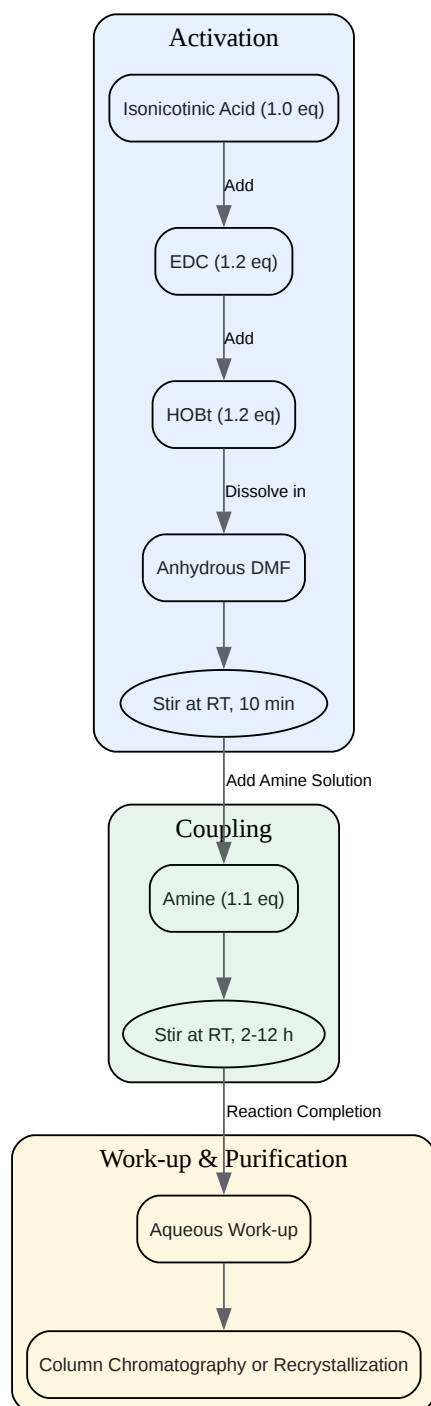 Activation
Isonicotinic Acid (1.0 eq)
Add
EDC (1.2 eq)
Add
HOBt (1.2 eq)
Dissolve in
Anhydrous DMF
Stir at RT, 10 min
Add Amine Solution
Coupling
Amine (1.1 eq)
Stir at RT, 2-12 h
Reaction Completion
Work-up & Purification
Aqueous Work-up
Column Chromatography or Recrystallization